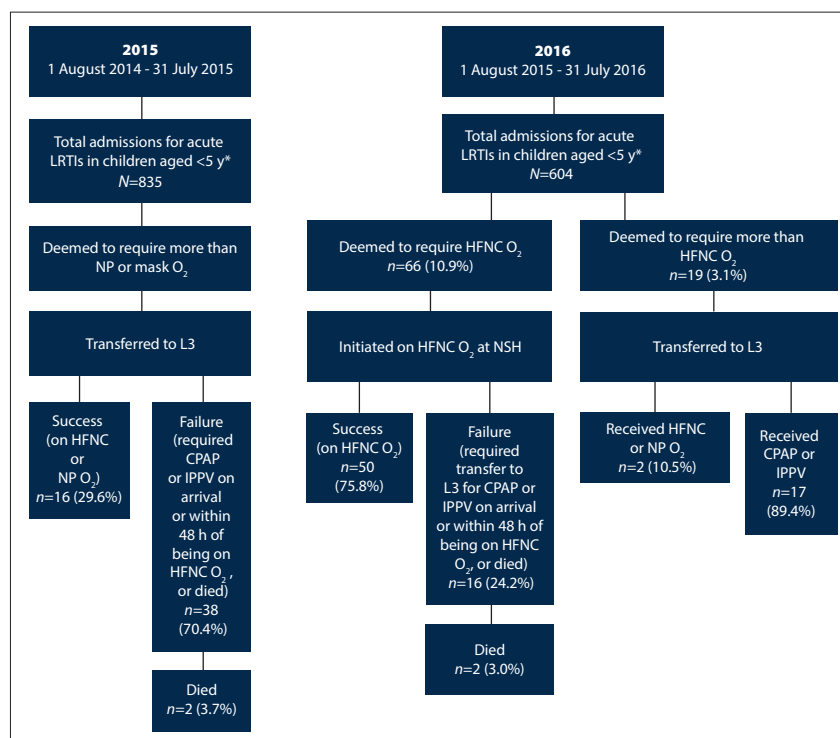 2015
1 August 2014 - 31 July 2015
Total admissions for acute
LRTIs in children aged <5 y*
N=835
Deemed to require more than
NP or mask O₂
Transferred to L3
Success
(on HFNC
or
NP O₂)
n=16 (29.6%)
Failure
(required
CPAP
or IPPV on
arrival
or within
48 h of
being on
HFNC O₂ ,
or died)
n=38
(70.4%)
Died
n=2 (3.7%)
2016
1 August 2015 - 31 July 2016
Total admissions for acute
LRTIs in children aged <5 y*
N=604
Deemed to require HFNC O₂
n=66 (10.9%)
Initiated on HFNC O₂ at NSH
Success
(on HFNC O₂)
n=50
(75.8%)
Failure
(required
transfer to
L3 for CPAP or
IPPV on arrival
or within 48 h of
being on HFNC
O₂, or died)
n=16 (24.2%)
Died
n=2 (3.0%)
Deemed to require more than
HFNC O₂
n=19 (3.1%)
Transferred to L3
Received HFNC
or NP O₂
n=2 (10.5%)
Received
CPAP or
IPPV
n=17
(89.4%)